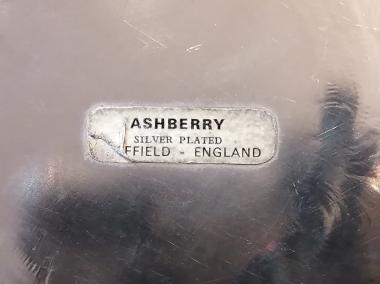 ASHBERRY
SILVER PLATED
FFIELD - ENGLAND